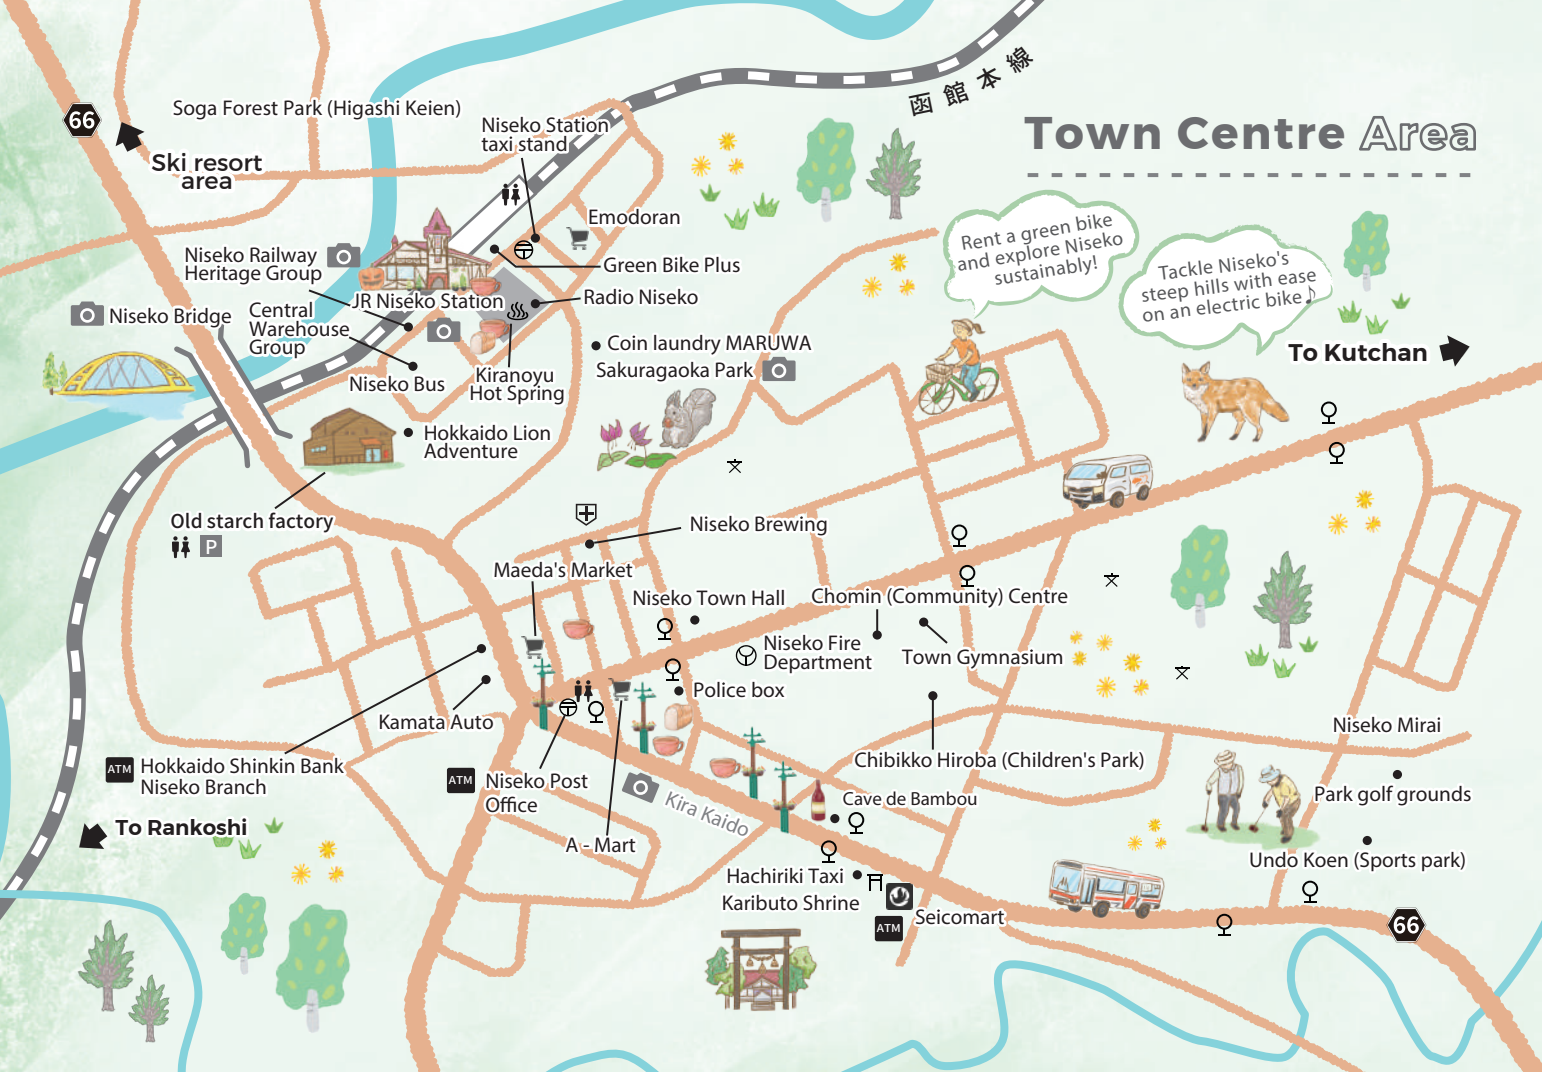 Town Centre Area
函館本線
66
Soga Forest Park (Higashi Keien)
Ski resort
area
Niseko Station
taxi stand
Emodoran
Green Bike Plus
Radio Niseko
Niseko Railway
Heritage Group
JR Niseko Station
Niseko Bridge
Central
Warehouse
Group
Niseko Bus
Kiranoyu
Hot Spring
Coin laundry MARUWA
Sakuragaoka Park
Rent a green bike
and explore Niseko
sustainably!
Tackle Niseko's
steep hills with ease
on an electric bike♪
To Kutchan
Hokkaido Lion
Adventure
Old starch factory
P
Niseko Brewing
Maeda's Market
Niseko Town Hall
Chomin (Community) Centre
Niseko Fire
Department
Town Gymnasium
Police box
Kamata Auto
ATM
Hokkaido Shinkin Bank
Niseko Branch
To Rankoshi
ATM
Niseko Post
Office
A - Mart
Kira Kaido
Chibikko Hiroba (Children's Park)
Cave de Bambou
Niseko Mirai
Park golf grounds
Undo Koen (Sports park)
Hachiriki Taxi
Kaributo Shrine
ATM
Seicomart
66